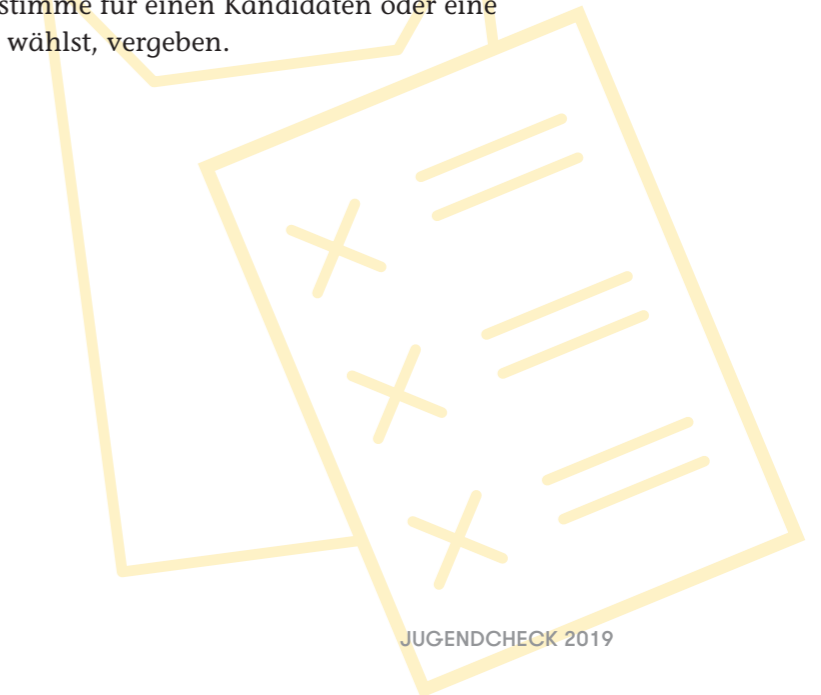 stimme für einen Kandidaten oder eine
wählst, vergeben.
JUGENDCHECK 2019